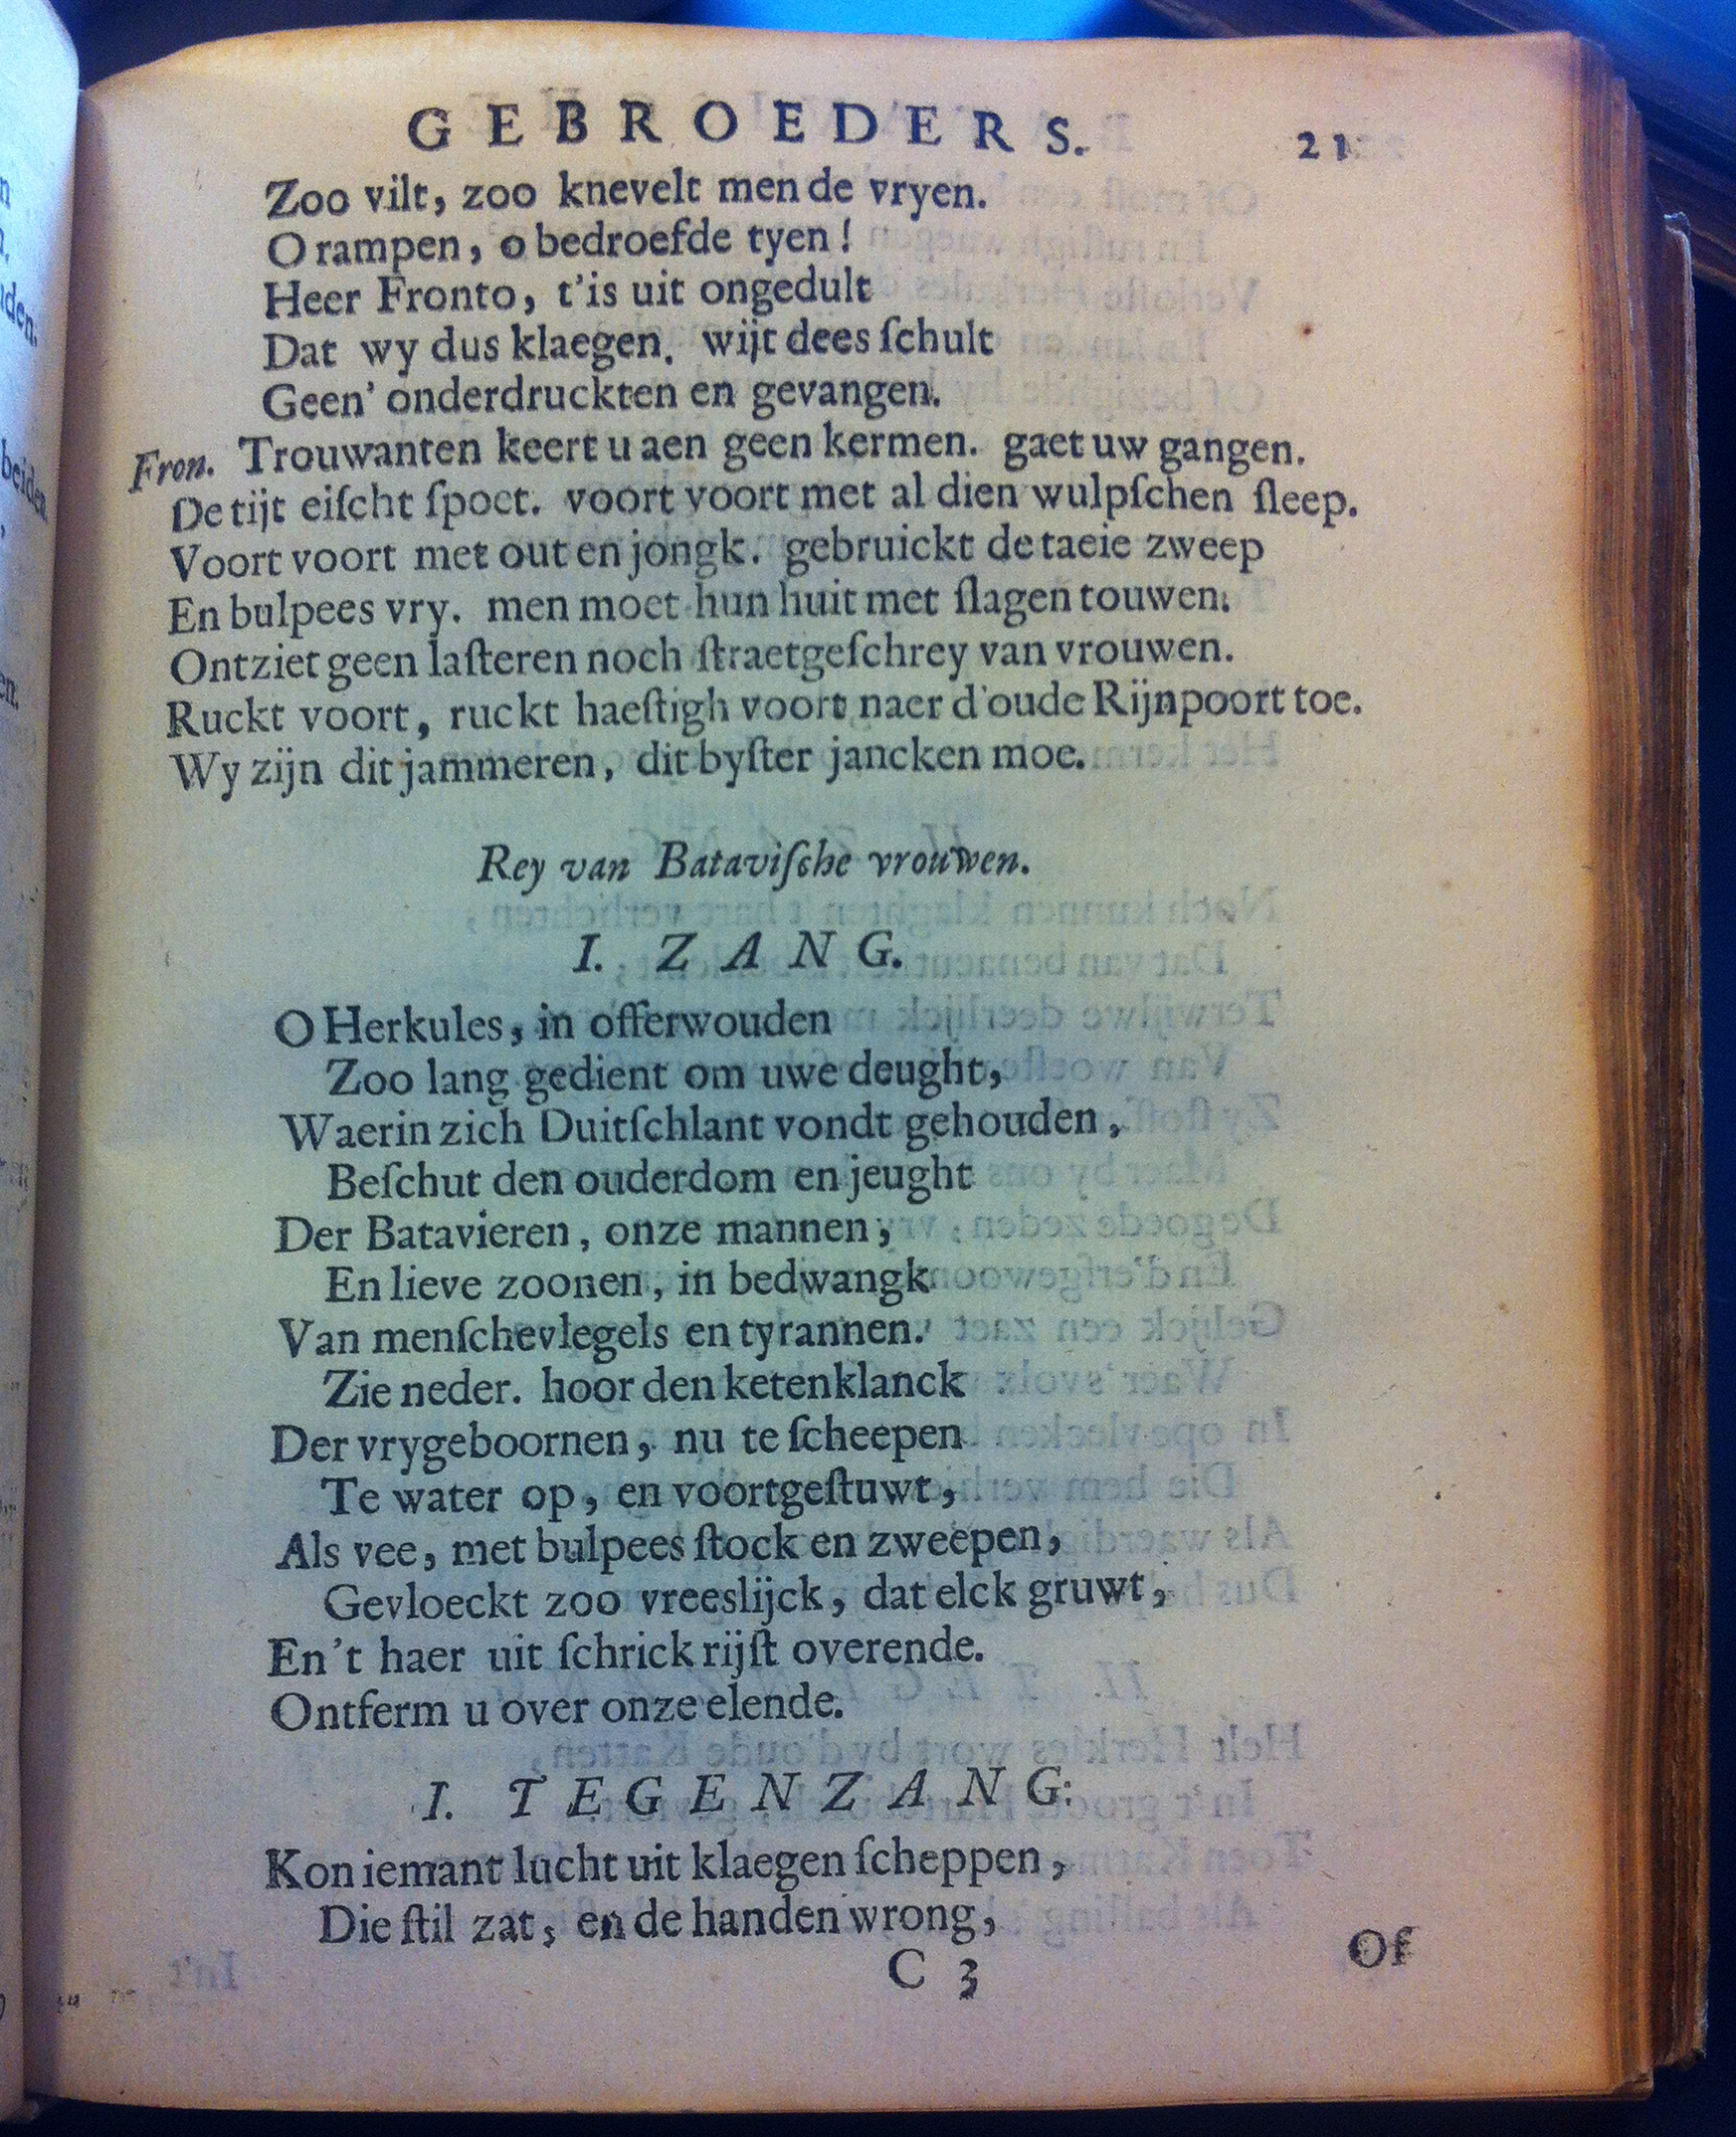 GEBROEDERS. 21
Zoo vilt, zoo knevelt men de vryen.
O rampen, o bedroefde tyen!
Heer Fronto, t'is uit ongedult
Dat wy dus klaegen. wijt dees ſchult
Geen' onderdruckten en gevangen.
Fron. Trouwanten keert u aen geen kermen. gaet uw gangen.
De tijt eiſcht ſpoet. voort voort met al dien wulpſchen ſleep.
Voort voort met out en jongk. gebruickt de taeie zweep
En bulpees vry. men moet hun huit met ſlagen touwen.
Ontziet geen laſteren noch ſtraetgeſchrey van vrouwen.
Ruckt voort, ruckt haeſtigh voort naer d'oude Rijnpoort toe.
Wy zijn dit jammeren, dit byſter jancken moe.
Rey van Bataviſche vrouwen.
I. ZANG.
O Herkules, in offerwouden
Zoo lang gedient om uwe deught,
Waerin zich Duitſchlant vondt gehouden,
Beſchut den ouderdom en jeught
Der Batavieren, onze mannen,
En lieve zoonen, in bedwangk
Van menſchevlegels en tyrannen.
Zie neder. hoor den ketenklanck
Der vrygeboornen, nu te ſcheepen
Te water op, en voortgeſtuwt,
Als vee, met bulpees ſtock en zweepen,
Gevloeckt zoo vreeslijck, dat elck gruwt,
En 't haer uit ſchrick rijſt overende.
Ontferm u over onze elende.
I. TEGENZANG:
Kon iemant lucht uit klaegen ſcheppen,
Die ſtil zat, en de handen wrong,
C 3 Of